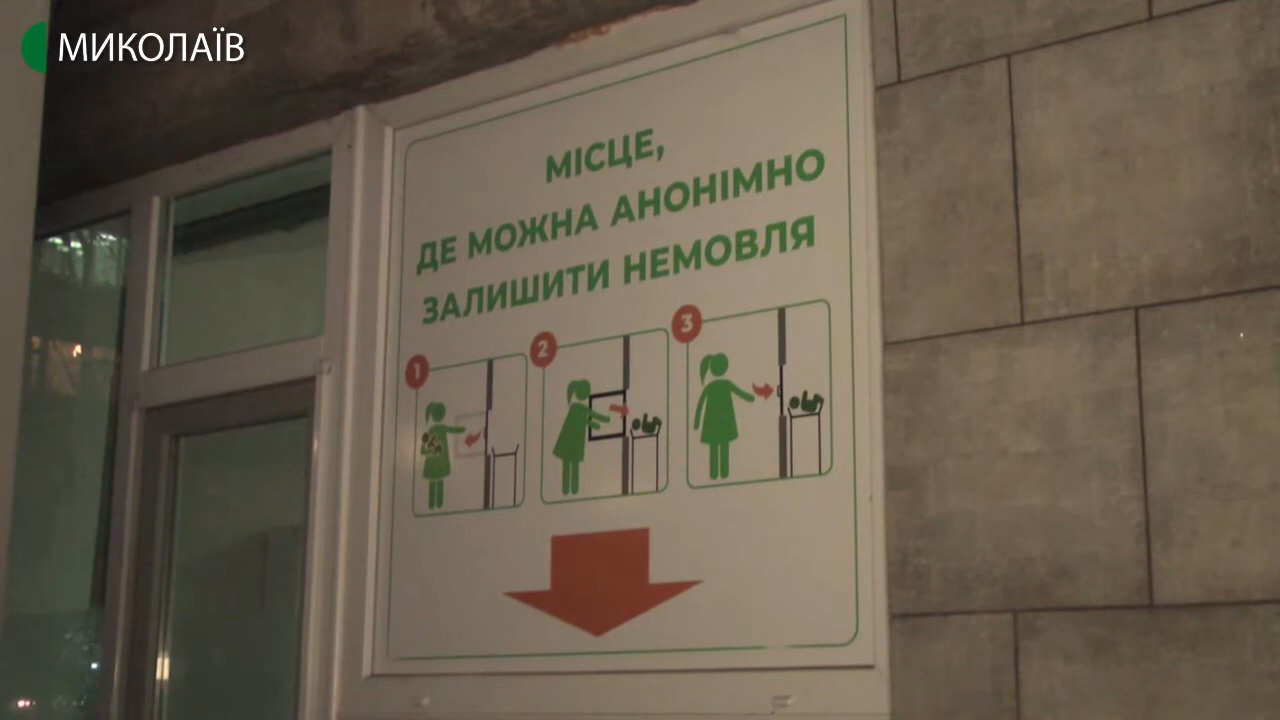 МИКОЛАЇВ
МІСЦЕ,
ДЕ МОЖНА АНОНІМНО
ЗАЛИШИТИ НЕМОВЛЯ
1
2
3